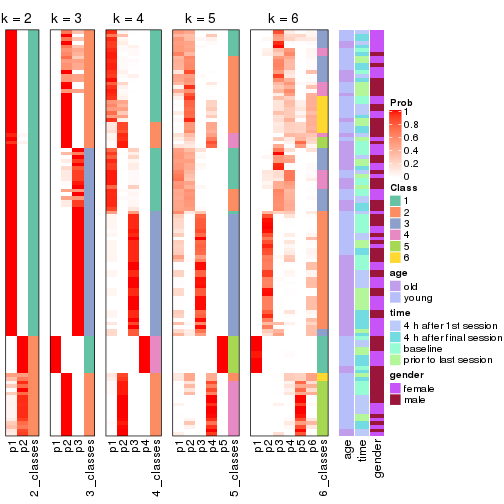 k = 2 k = 3 k = 4 k = 5 k = 6
p1 p2 2_classes p1 p2 p3 3_classes p1 p2 p3 p4 4_classes p1 p2 p3 p4 p5 5_classes p1 p2 p3 p4 p5 p6 6_classes age time gender
Prob
1
0.8
0.6
0.4
0.2
0
Class
1
2
3
4
5
6
age
old
young
time
4 h after 1st session
4 h after final session
baseline
prior to last session
gender
female
male